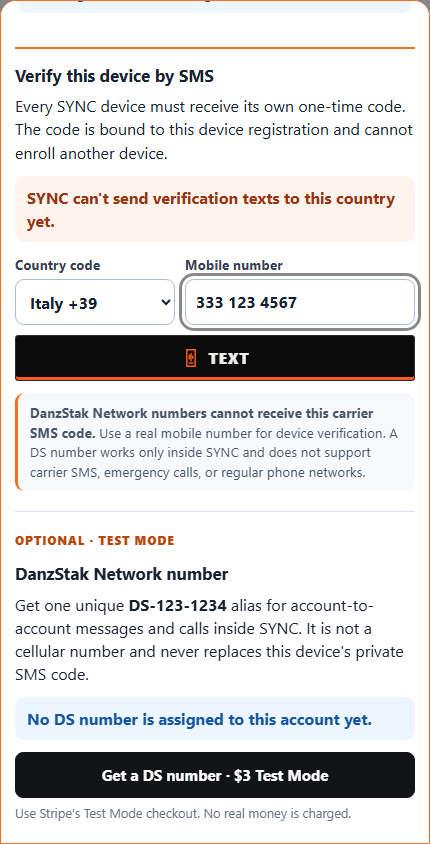 Verify this device by SMS
Every SYNC device must receive its own one-time code.
The code is bound to this device registration and cannot
enroll another device.
SYNC can't send verification texts to this country
yet.
Country code
Mobile number
Italy +39
333 123 4567
TEXT
DanzStak Network numbers cannot receive this carrier
SMS code. Use a real mobile number for device verification. A
DS number works only inside SYNC and does not support
carrier SMS, emergency calls, or regular phone networks.
OPTIONAL · TEST MODE
DanzStak Network number
Get one unique DS-123-1234 alias for account-to-
account messages and calls inside SYNC. It is not a
cellular number and never replaces this device's private
SMS code.
No DS number is assigned to this account yet.
Get a DS number · $3 Test Mode
Use Stripe's Test Mode checkout. No real money is charged.